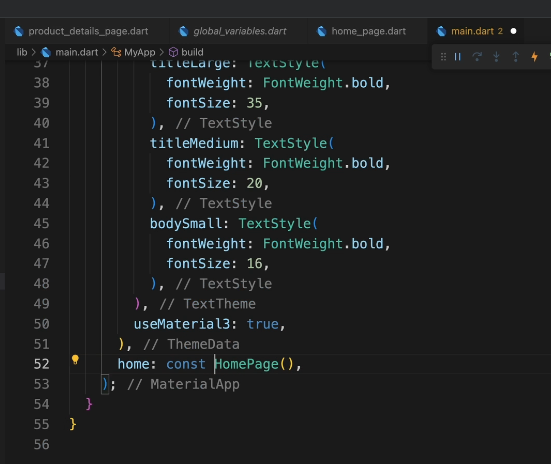 product_details_page.dart global_variables.dart home_page.dart main.dart 2
lib > main.dart > MyApp > build
37 titleLarge: TextStyle(
38 fontWeight: FontWeight.bold,
39 fontSize: 35,
40 ), // TextStyle
41 titleMedium: TextStyle(
42 fontWeight: FontWeight.bold,
43 fontSize: 20,
44 ), // TextStyle
45 bodySmall: TextStyle(
46 fontWeight: FontWeight.bold,
47 fontSize: 16,
48 ), // TextStyle
49 ), // TextTheme
50 useMaterial3: true,
51 ), // ThemeData
52 home: const HomePage(),
53 ); // MaterialApp
54 }
55 }
56